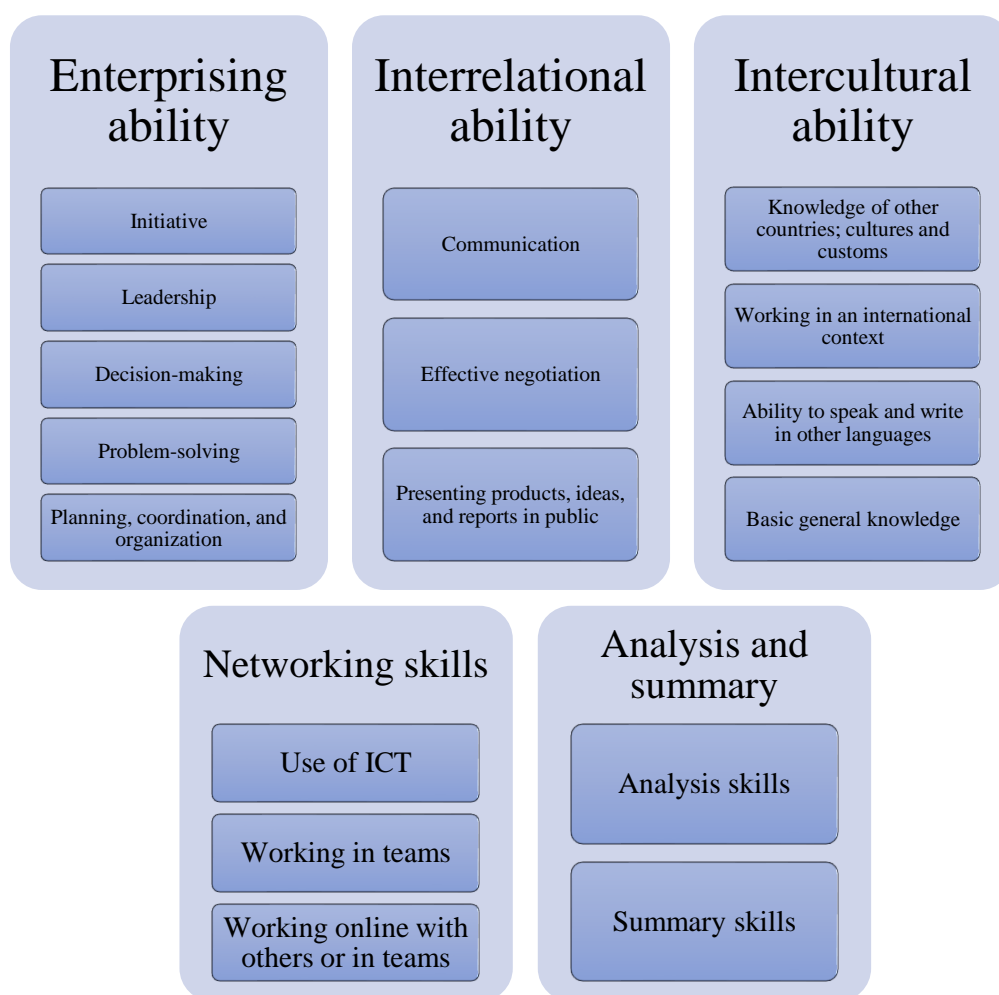 Enterprising
ability
Initiative
Leadership
Decision-making
Problem-solving
Planning, coordination, and
organization
Interrelational
ability
Communication
Effective negotiation
Presenting products, ideas,
and reports in public
Intercultural
ability
Knowledge of other
countries; cultures and
customs
Working in an international
context
Ability to speak and write
in other languages
Basic general knowledge
Networking skills
Use of ICT
Working in teams
Working online with
others or in teams
Analysis and
summary
Analysis skills
Summary skills